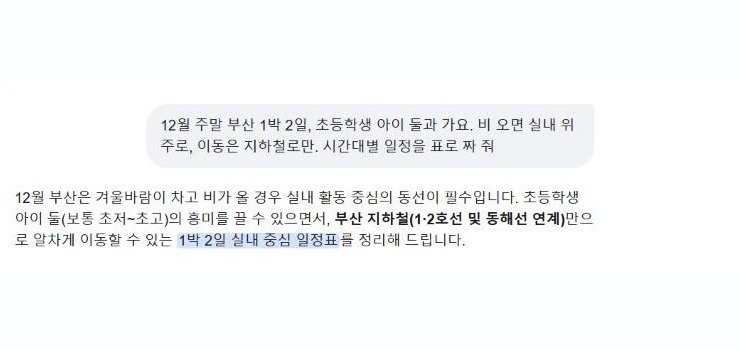 12월 주말 부산 1박 2일, 초등학생 아이 둘과 가요. 비 오면 실내 위
주로, 이동은 지하철로만. 시간대별 일정을 표로 짜 줘
12월 부산은 겨울바람이 차고 비가 올 경우 실내 활동 중심의 동선이 필수입니다. 초등학생
아이 둘(보통 초저~초고)의 흥미를 끌 수 있으면서, 부산 지하철(1·2호선 및 동해선 연계)만으
로 알차게 이동할 수 있는 1박 2일 실내 중심 일정표를 정리해 드립니다.